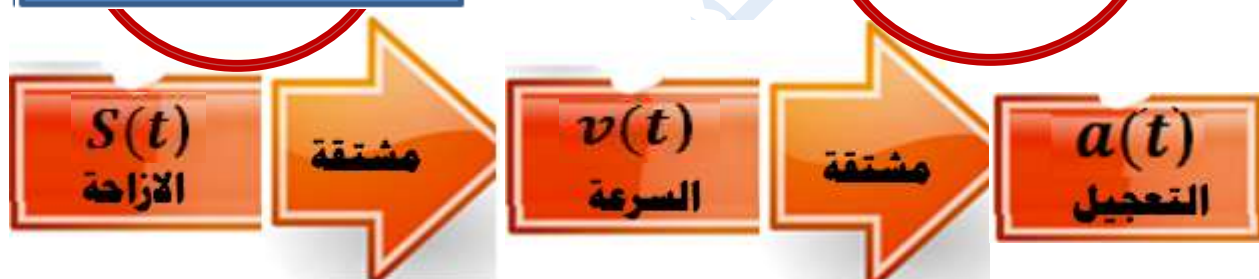 S(t)
الازاحة
مشتقة
v(t)
السرعة
مشتقة
a(t)
التعجيل